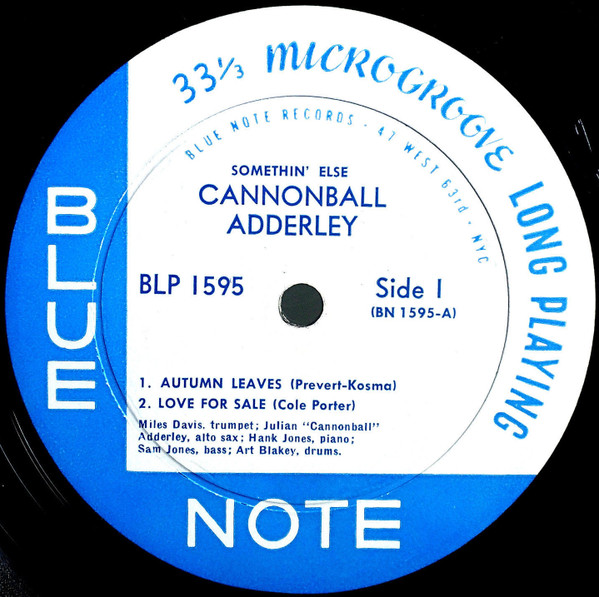 33⅓ MICROGROOVE LONG PLAYING
BLUE NOTE RECORDS · 47 WEST 63rd · NYC
SOMETHIN' ELSE
CANNONBALL
ADDERLEY
BLP 1595
Side 1
(BN 1595-A)
1. AUTUMN LEAVES (Prevert-Kosma)
2. LOVE FOR SALE (Cole Porter)
Miles Davis, trumpet; Julian "Cannonball"
Adderley, alto sax; Hank Jones, piano;
Sam Jones, bass; Art Blakey, drums.
BLUE
NOTE